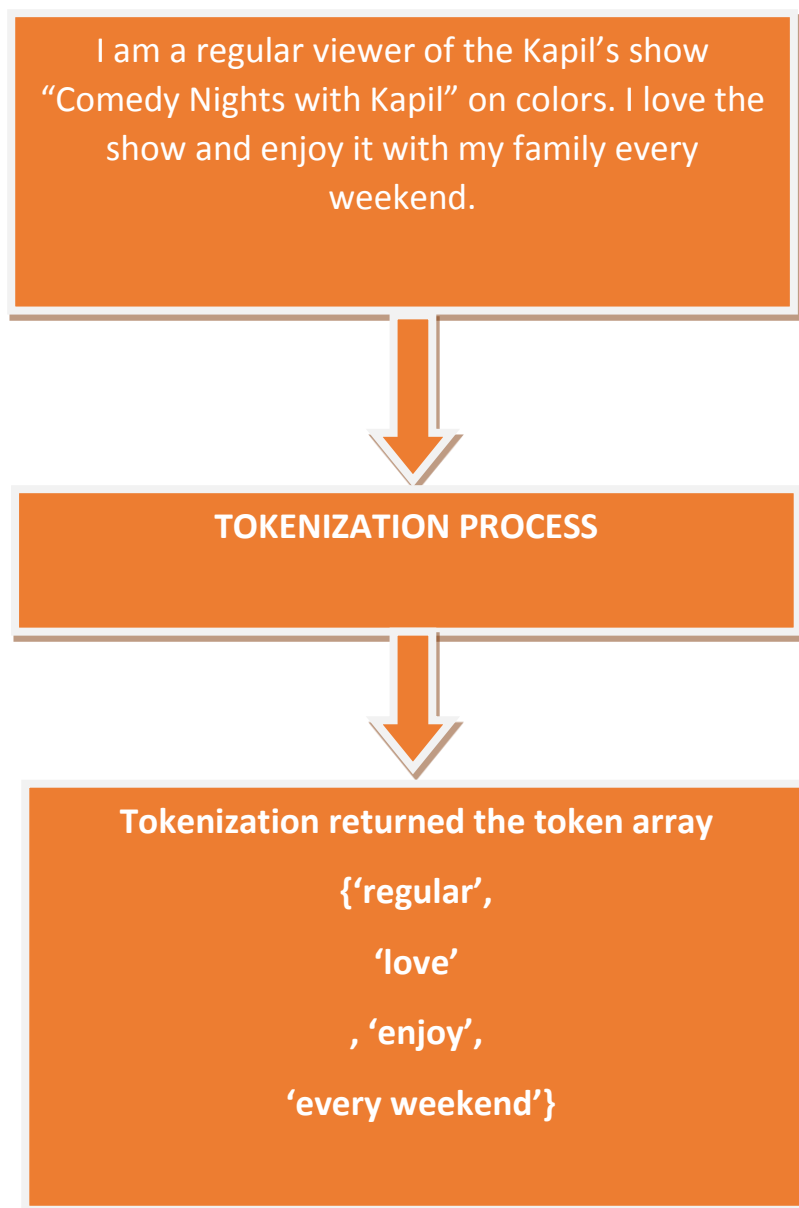 I am a regular viewer of the Kapil’s show
“Comedy Nights with Kapil” on colors. I love the
show and enjoy it with my family every
weekend.
TOKENIZATION PROCESS
Tokenization returned the token array
{‘regular’,
‘love’
, ‘enjoy’,
‘every weekend’}